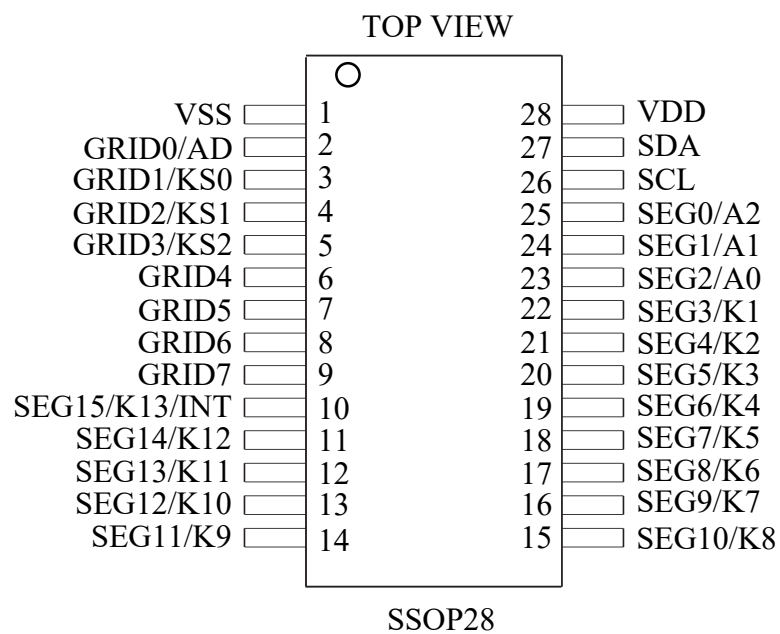 TOP VIEW
VSS 1 28 VDD
GRID0/AD 2 27 SDA
GRID1/KS0 3 26 SCL
GRID2/KS1 4 25 SEG0/A2
GRID3/KS2 5 24 SEG1/A1
GRID4 6 23 SEG2/A0
GRID5 7 22 SEG3/K1
GRID6 8 21 SEG4/K2
GRID7 9 20 SEG5/K3
SEG15/K13/INT 10 19 SEG6/K4
SEG14/K12 11 18 SEG7/K5
SEG13/K11 12 17 SEG8/K6
SEG12/K10 13 16 SEG9/K7
SEG11/K9 14 15 SEG10/K8
SSOP28